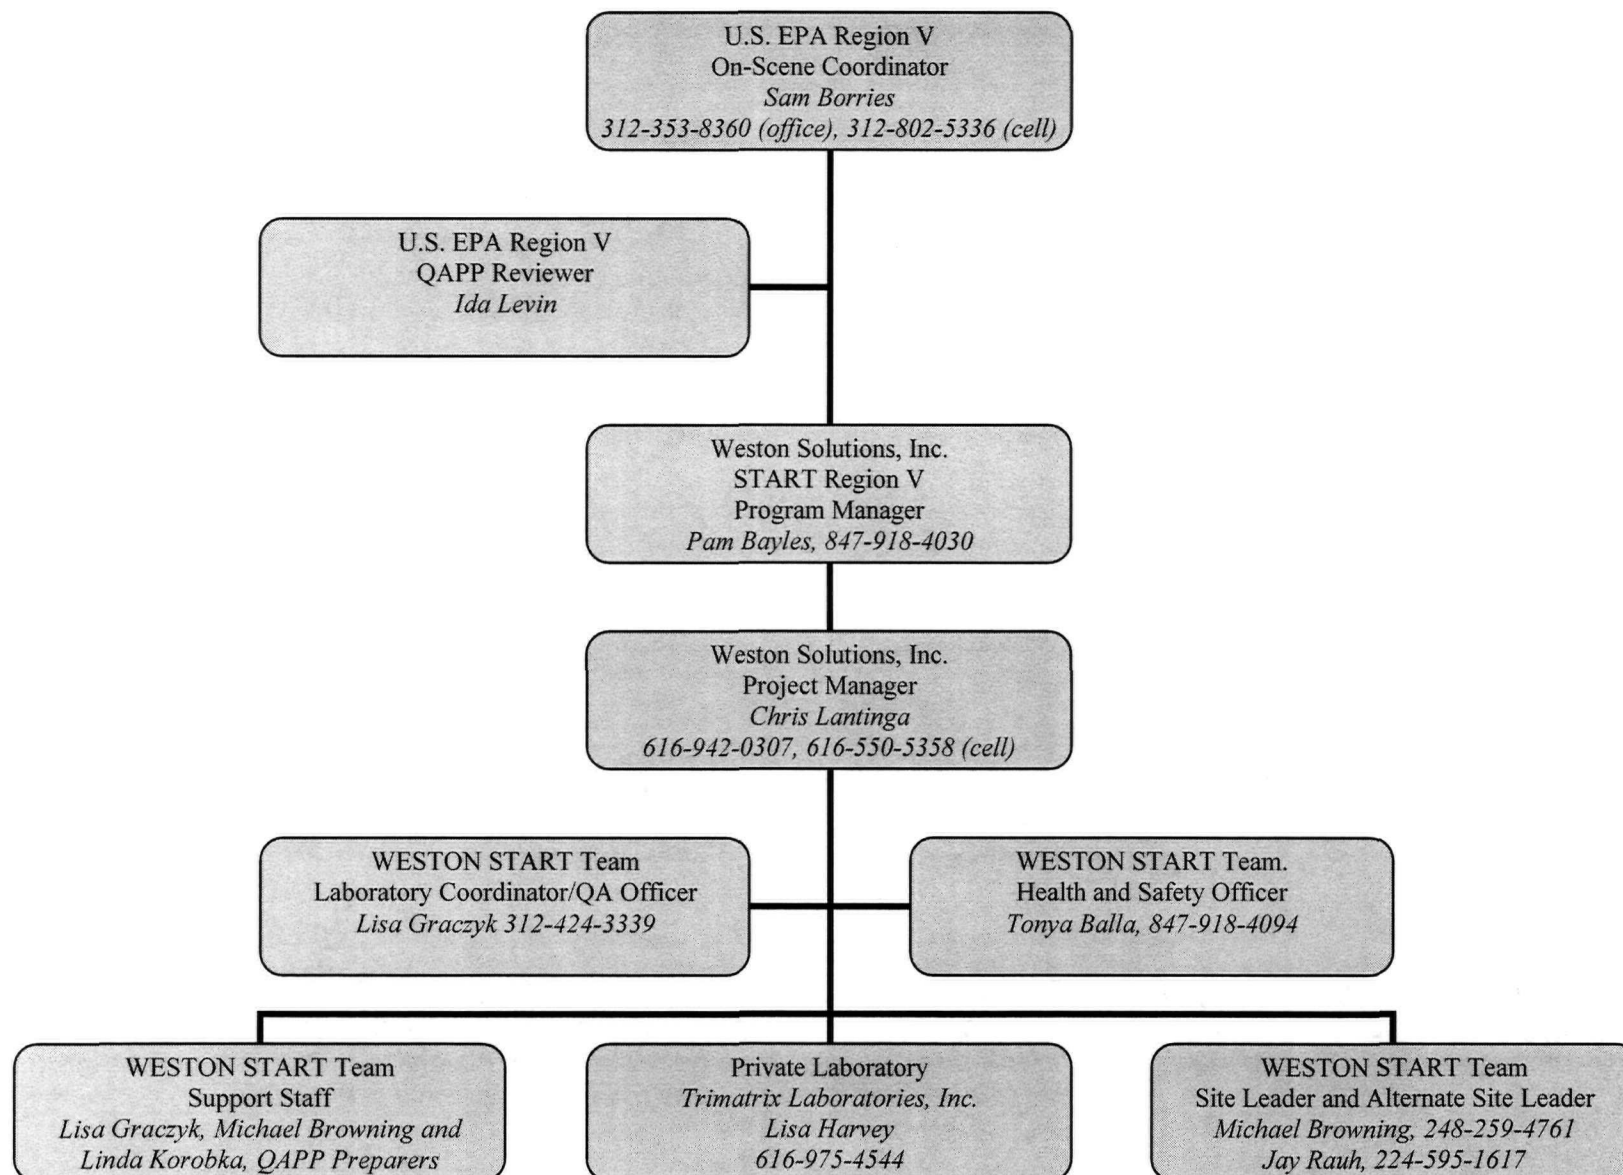 U.S. EPA Region V
On-Scene Coordinator
Sam Borries
312-353-8360 (office), 312-802-5336 (cell)
U.S. EPA Region V
QAPP Reviewer
Ida Levin
Weston Solutions, Inc.
START Region V
Program Manager
Pam Bayles, 847-918-4030
Weston Solutions, Inc.
Project Manager
Chris Lantinga
616-942-0307, 616-550-5358 (cell)
WESTON START Team
Laboratory Coordinator/QA Officer
Lisa Graczyk 312-424-3339
WESTON START Team.
Health and Safety Officer
Tonya Balla, 847-918-4094
WESTON START Team
Support Staff
Lisa Graczyk, Michael Browning and
Linda Korobka, QAPP Preparers
Private Laboratory
Trimatrix Laboratories, Inc.
Lisa Harvey
616-975-4544
WESTON START Team
Site Leader and Alternate Site Leader
Michael Browning, 248-259-4761
Jay Rauh, 224-595-1617